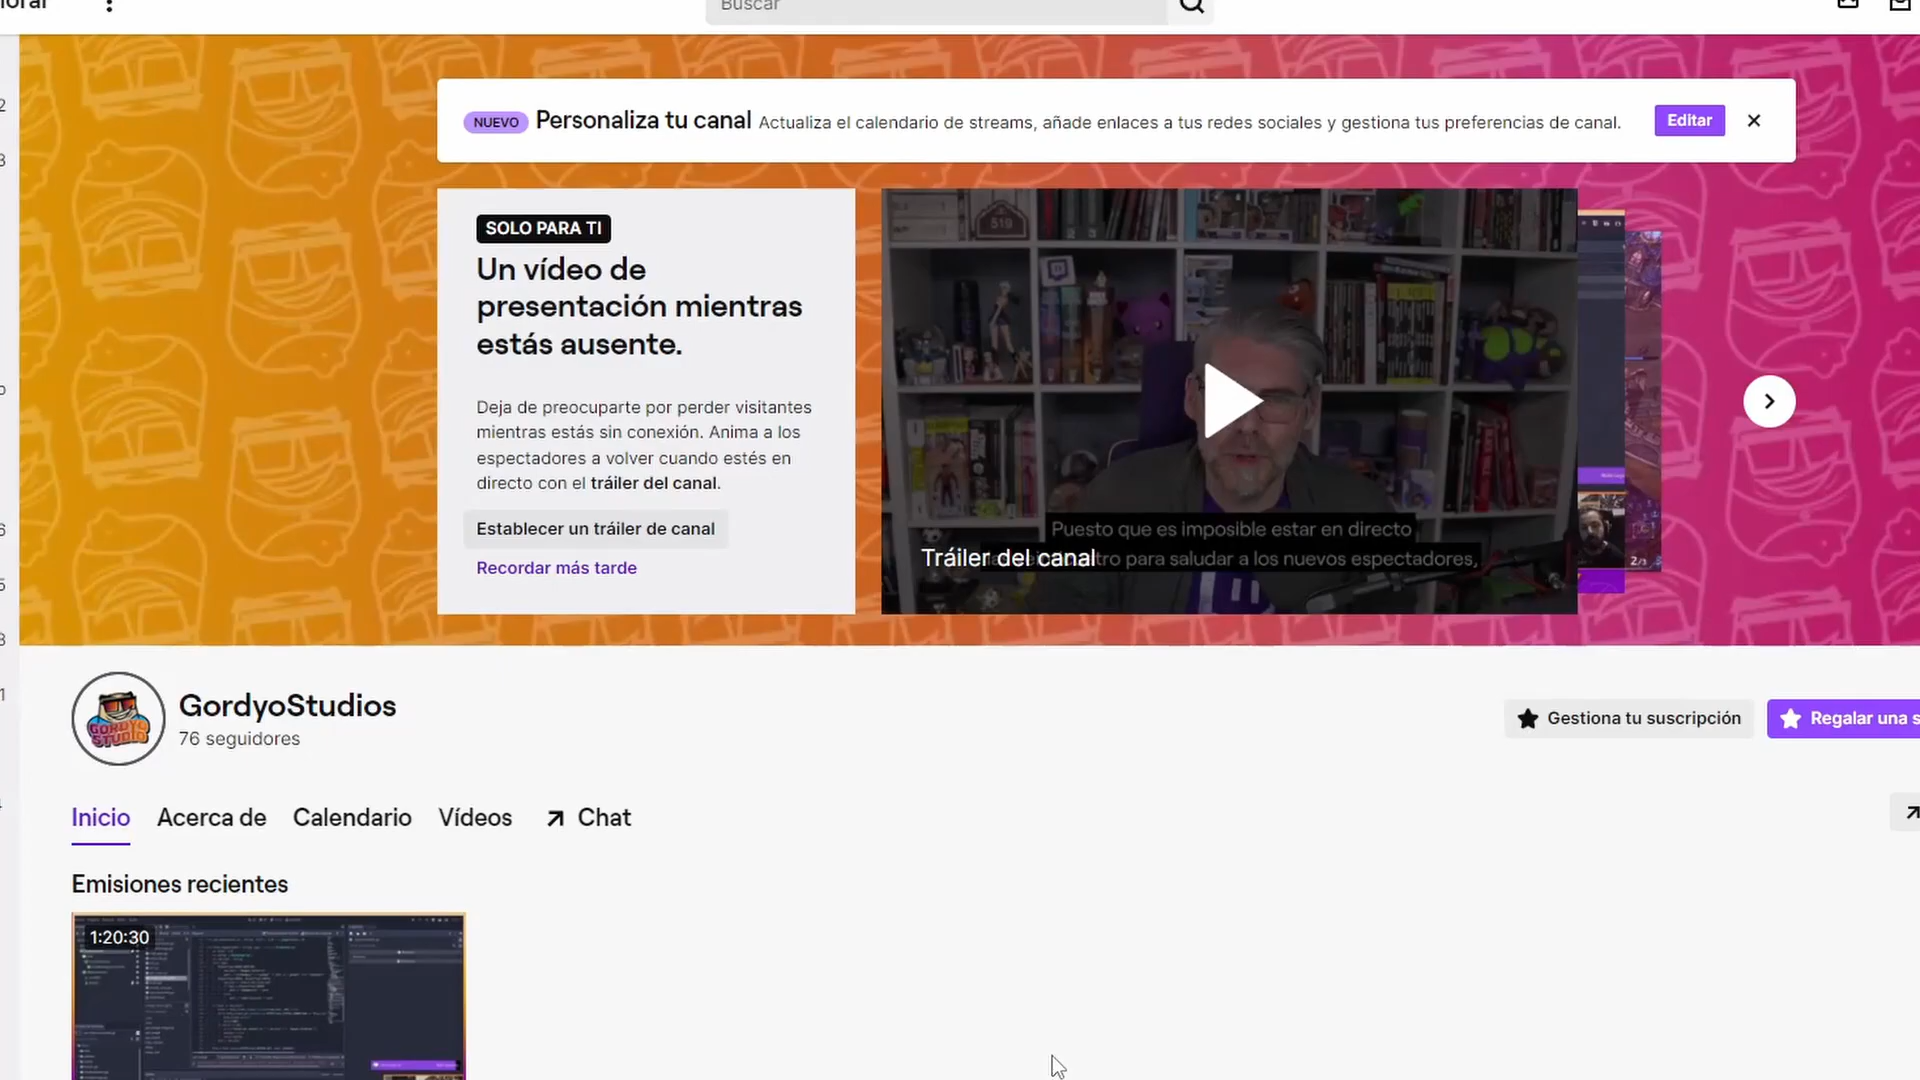 Buscar
NUEVO Personaliza tu canal Actualiza el calendario de streams, añade enlaces a tus redes sociales y gestiona tus preferencias de canal. Editar
SOLO PARA TI
Un vídeo de
presentación mientras
estás ausente.
Deja de preocuparte por perder visitantes
mientras estás sin conexión. Anima a los
espectadores a volver cuando estés en
directo con el tráiler del canal.
Establecer un tráiler de canal
Recordar más tarde
519
Puesto que es imposible estar en directo
Tráiler del canal
para saludar a los nuevos espectadores,
GORDYO
STUDIO
GordyoStudios
76 seguidores
Gestiona tu suscripción
Regalar una s
Inicio Acerca de Calendario Vídeos Chat
Emisiones recientes
1:20:30